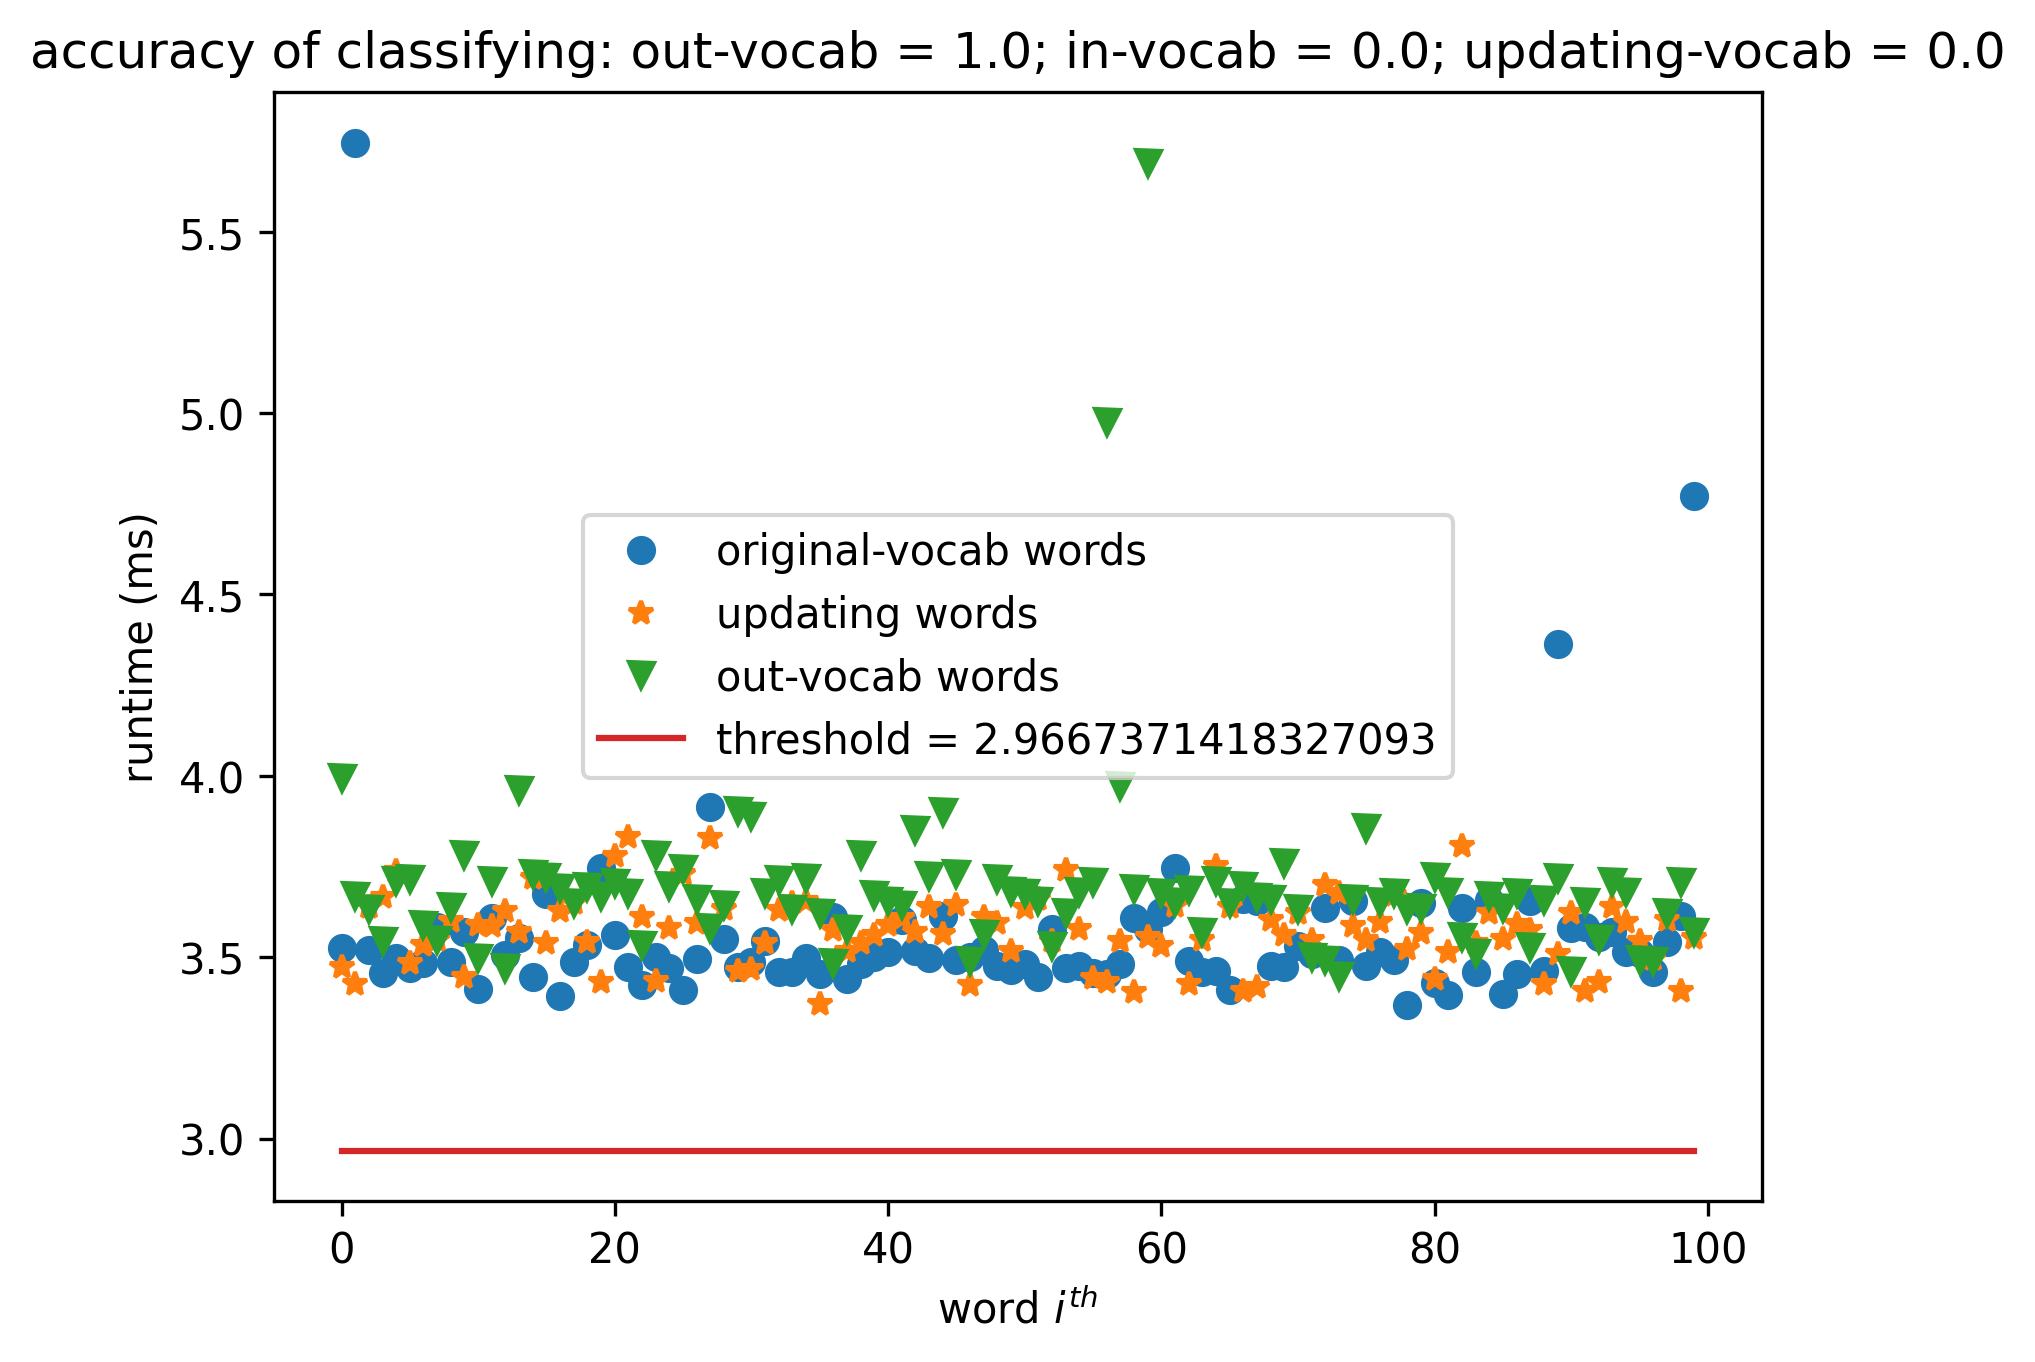 accuracy of classifying: out-vocab = 1.0; in-vocab = 0.0; updating-vocab = 0.0
runtime (ms)
5.5
5.0
4.5
4.0
3.5
3.0
original-vocab words
updating words
out-vocab words
threshold = 2.9667371418327093
0 20 40 60 80 100
word i^th